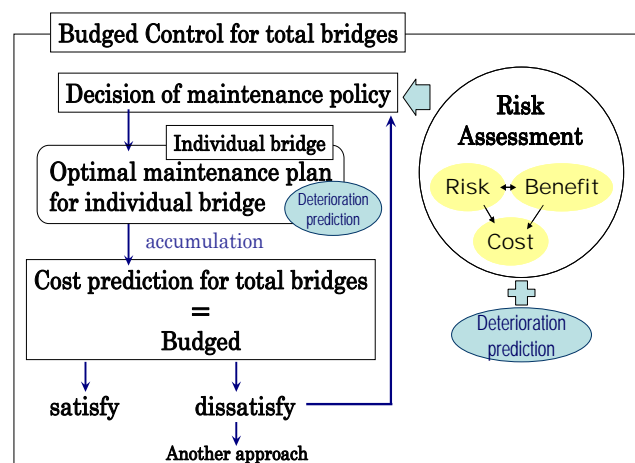 Budged Control for total bridges
Decision of maintenance policy
Individual bridge
Optimal maintenance plan
for individual bridge
Deterioration
prediction
accumulation
Cost prediction for total bridges
=
Budged
satisfy
dissatisfy
Another approach
Risk
Assessment
Risk
Benefit
Cost
Deterioration
prediction